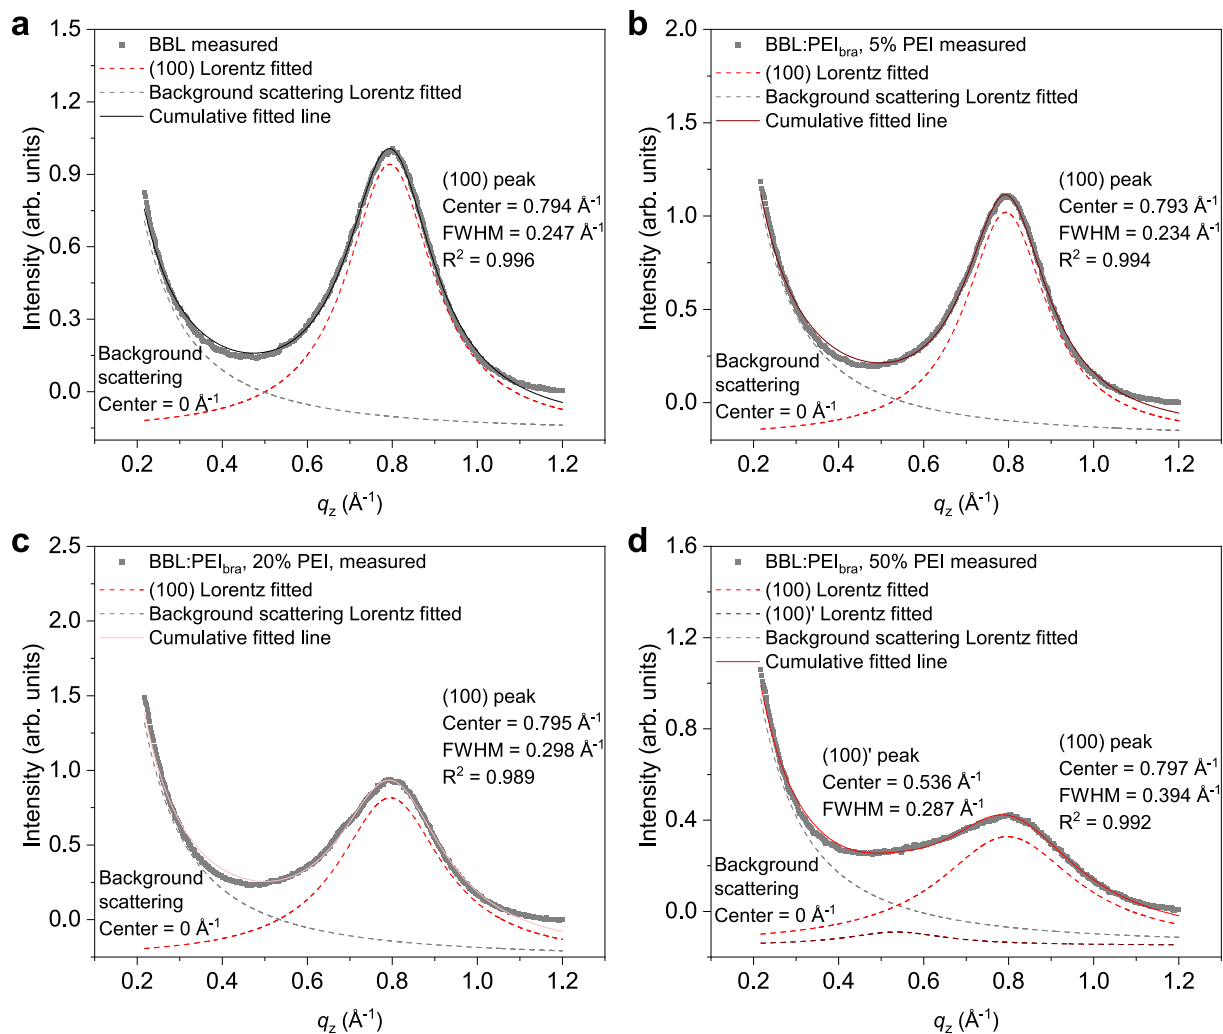 a
1.5
1.2
0.9
0.6
0.3
0.0
Intensity (arb. units)
BBL measured
(100) Lorentz fitted
Background scattering Lorentz fitted
Cumulative fitted line
(100) peak
Center = 0.794 Å-1
FWHM = 0.247 Å-1
R2 = 0.996
Background
scattering
Center = 0 Å-1
0.2 0.4 0.6 0.8 1.0 1.2
qz (Å-1)
b
2.0
1.5
1.0
0.5
0.0
Intensity (arb. units)
BBL:PEIbra, 5% PEI measured
(100) Lorentz fitted
Background scattering Lorentz fitted
Cumulative fitted line
(100) peak
Center = 0.793 Å-1
FWHM = 0.234 Å-1
R2 = 0.994
Background
scattering
Center = 0 Å-1
0.2 0.4 0.6 0.8 1.0 1.2
qz (Å-1)
c
2.5
2.0
1.5
1.0
0.5
0.0
Intensity (arb. units)
BBL:PEIbra, 20% PEI, measured
(100) Lorentz fitted
Background scattering Lorentz fitted
Cumulative fitted line
(100) peak
Center = 0.795 Å-1
FWHM = 0.298 Å-1
R2 = 0.989
Background
scattering
Center = 0 Å-1
0.2 0.4 0.6 0.8 1.0 1.2
qz (Å-1)
d
1.6
1.2
0.8
0.4
0.0
Intensity (arb. units)
BBL:PEIbra, 50% PEI measured
(100) Lorentz fitted
(100)' Lorentz fitted
Background scattering Lorentz fitted
Cumulative fitted line
(100)' peak
Center = 0.536 Å-1
FWHM = 0.287 Å-1
(100) peak
Center = 0.797 Å-1
FWHM = 0.394 Å-1
R2 = 0.992
Background
scattering
Center = 0 Å-1
0.2 0.4 0.6 0.8 1.0 1.2
qz (Å-1)